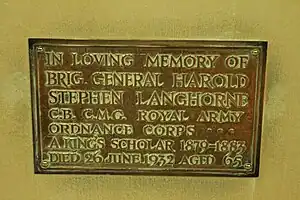 IN LOVING MEMORY OF
BRIG. GENERAL HAROLD
STEPHEN LANGHORNE
C.B. C.M.G. ROYAL ARMY
ORDNANCE CORPS • • •
A KING'S SCHOLAR 1879-1883
DIED 26 JUNE 1932 AGED 65